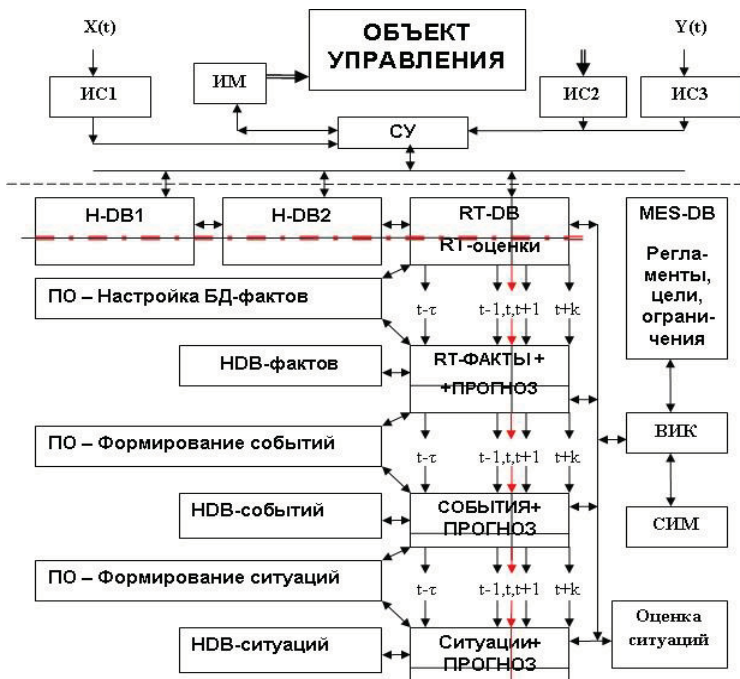 X(t)
ОБЪЕКТ
УПРАВЛЕНИЯ
Y(t)
ИС1
ИМ
ИС2
ИС3
СУ
H-DB1
H-DB2
RT-DB
RT-оценки
MES-DB
Регла-
менты,
цели,
ограни-
чения
ПО – Настройка БД-фактов
t-τ
t-1,t,t+1
t+k
HDB-фактов
RT-ФАКТЫ +
+ПРОГНОЗ
ПО – Формирование событий
t-τ
t-1,t,t+1
t+k
ВИК
HDB-событий
СОБЫТИЯ+
ПРОГНОЗ
СИМ
ПО – Формирование ситуаций
t-τ
t-1,t,t+1
t+k
HDB-ситуаций
Ситуации+
ПРОГНОЗ
Оценка
ситуаций